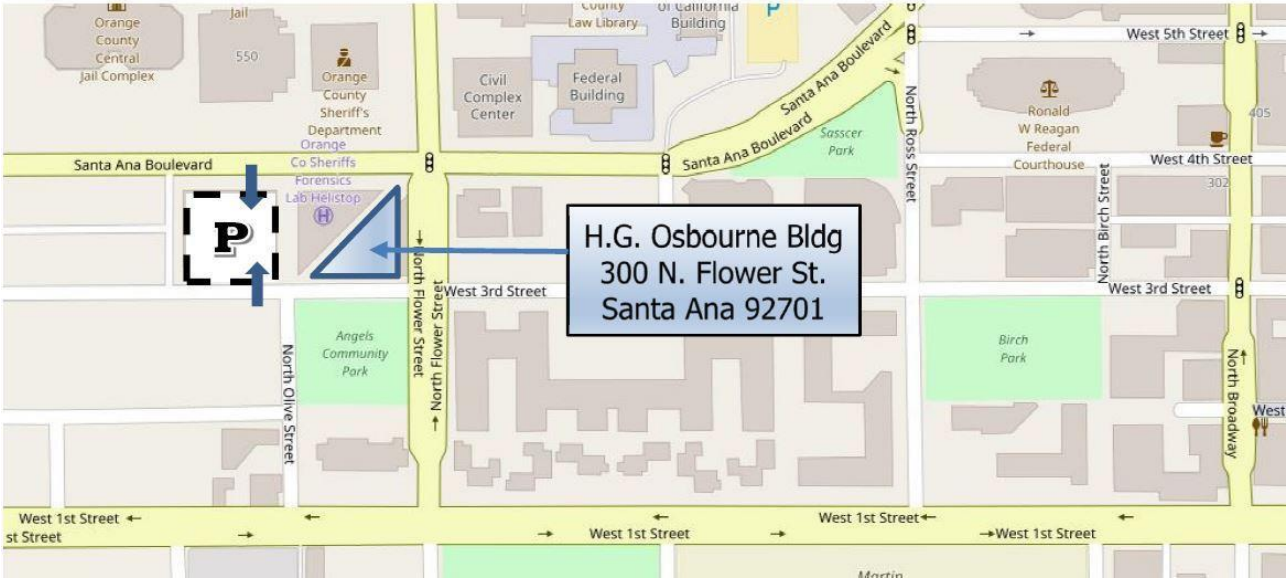 Orange
County
Central
Jail Complex
Jail
550
Orange
County
Sheriff's
Department
County
Law Library
of California
Building
P
Civil
Complex
Center
Federal
Building
Santa Ana Boulevard
West 5th Street
Ronald
W Reagan
Federal
Courthouse
405
Santa Ana Boulevard
Orange
Co Sheriffs
Forensics
Lab Helistop
H
Santa Ana Boulevard
Sasscer
Park
North Ross Street
West 4th Street
302
North Birch Street
P
H.G. Osbourne Bldg
300 N. Flower St.
Santa Ana 92701
North Flower Street
North Flower Street
West 3rd Street
West 3rd Street
Angels
Community
Park
North Olive Street
Birch
Park
North Broadway
West
West 1st Street
st Street
West 1st Street
West 1st Street
West 1st Street
Martin